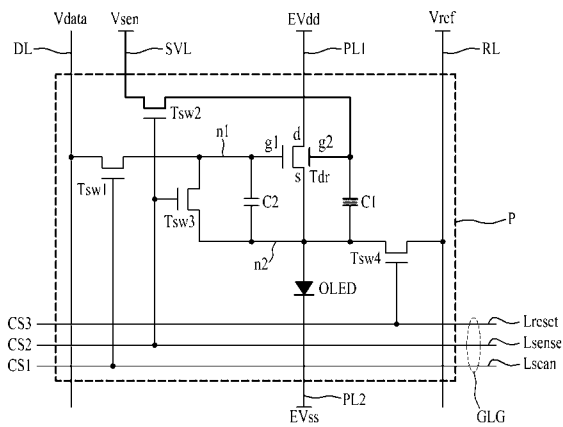 Vdata Vsen EVdd Vref
DL SVL PL1 RL
Tsw2
n1 g1 d g2
s Tdr
Tsw1 Tsw3 C2 C1
P
n2 Tsw4
OLED
CS3 Lreset
CS2 Lsense
CS1 Lscan
PL2
EVss GLG